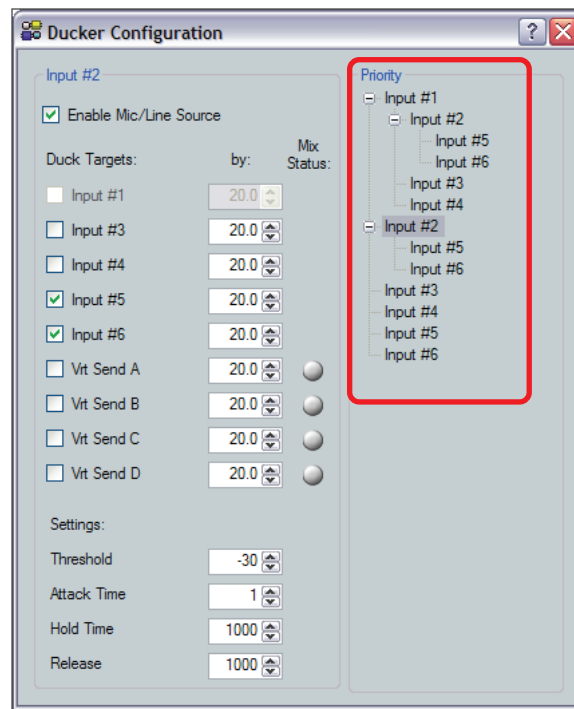 Ducker Configuration
?
Input #2
Enable Mic/Line Source
Duck Targets: by: Mix Status:
Input #1 20.0
Input #3 20.0
Input #4 20.0
Input #5 20.0
Input #6 20.0
Vrt Send A 20.0
Vrt Send B 20.0
Vrt Send C 20.0
Vrt Send D 20.0
Settings:
Threshold -30
Attack Time 1
Hold Time 1000
Release 1000
Priority
Input #1
Input #2
Input #5
Input #6
Input #3
Input #4
Input #2
Input #5
Input #6
Input #3
Input #4
Input #5
Input #6